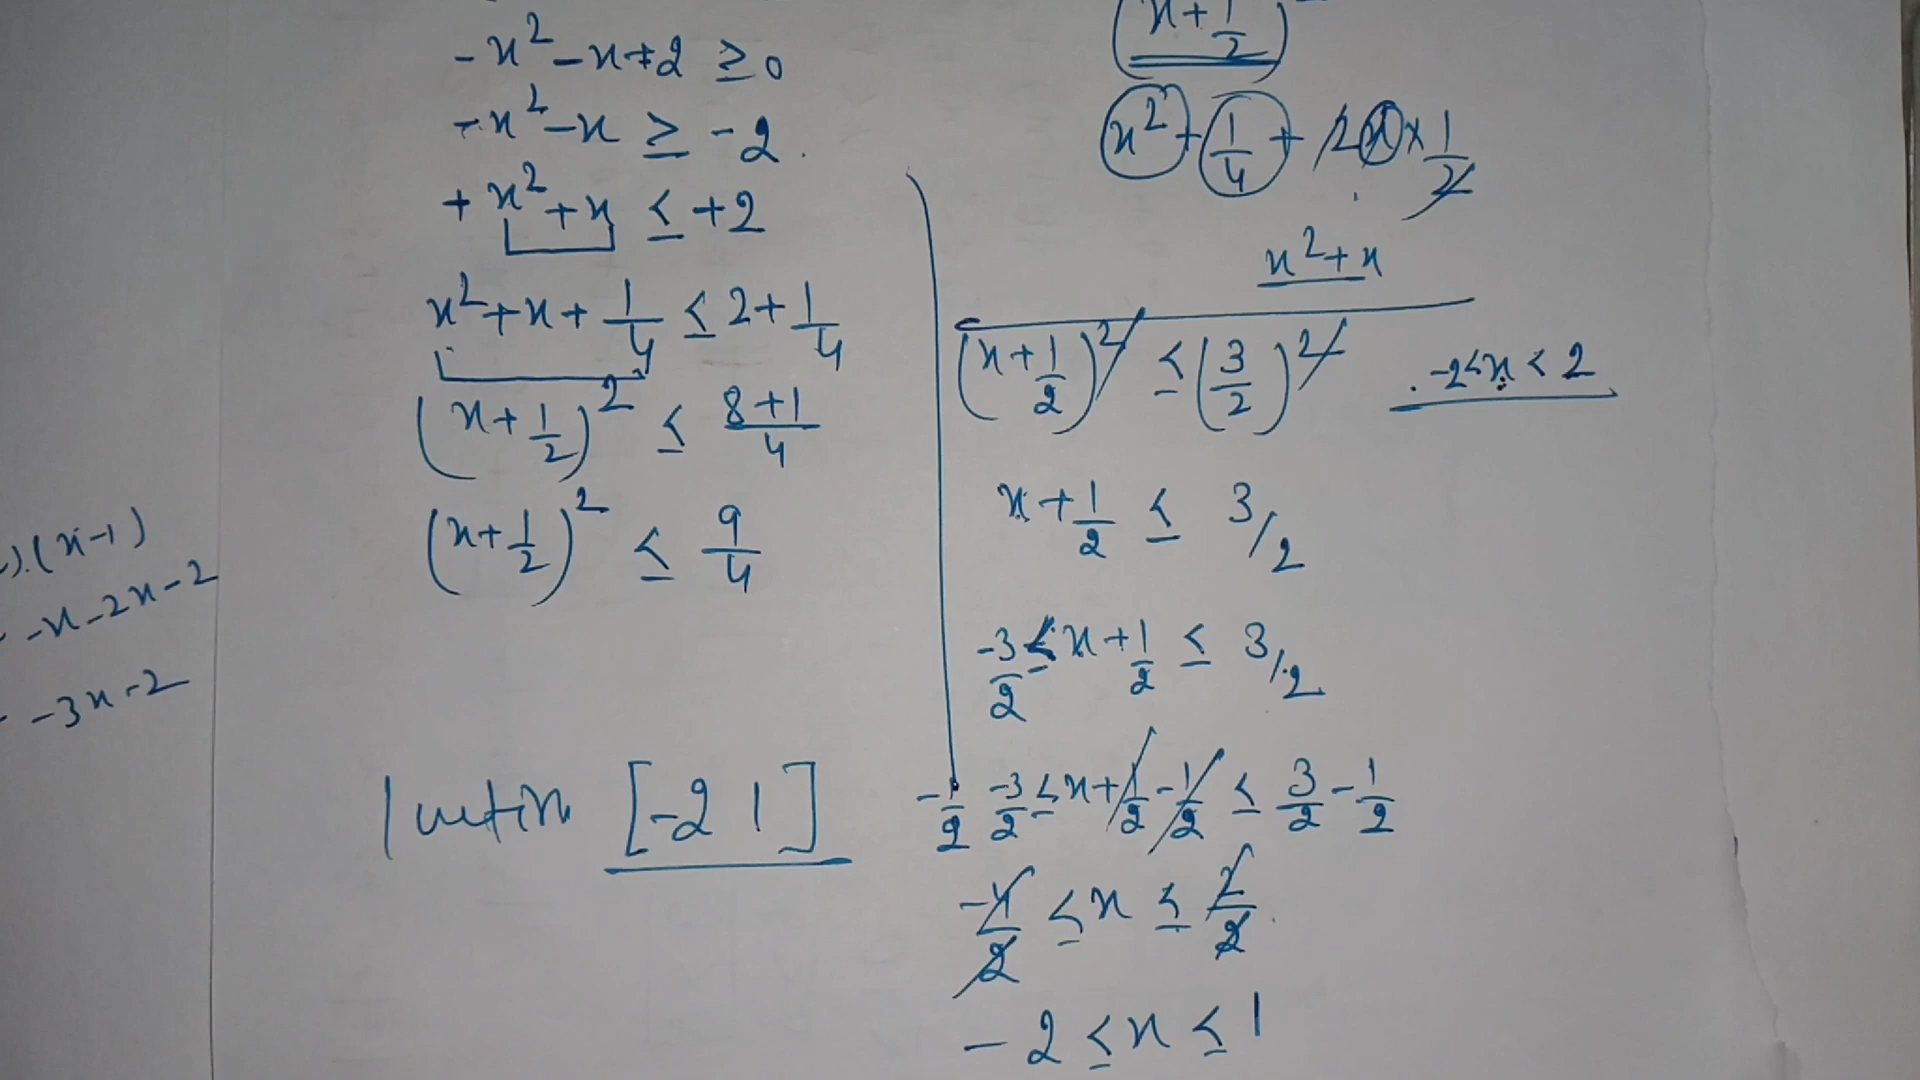 -x²-x+2 ≥0
-x²-x ≥ -2
+x²+x ≤ +2
x²+x+1/4 ≤ 2+1/4
(x+1/2)² ≤ 8+1/4
(x+1/2)² ≤ 9/4
[-2 1]
(x+1/2)
x²+1/4+2x×1/2
x²+x
(x+1/2)² ≤ (3/2)²
-2<x<2
x+1/2 ≤ 3/2
-3/2 ≤ x+1/2 ≤ 3/2
-1/2 -3/2 ≤ x+1/2-1/2 ≤ 3/2-1/2
-4/2 ≤ x ≤ 2/2
-2 ≤ x ≤ 1
).(x-1)
-x-2x-2
-3x-2